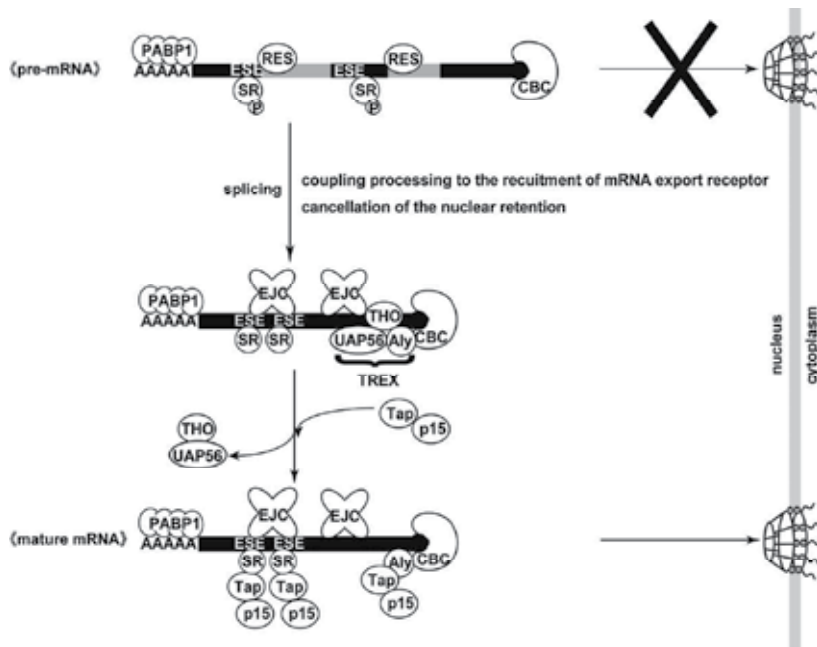 PABP1
RES
RES
《pre-mRNA》
AAAAA
ESE
ESE
SR
P
SR
P
CBC
splicing
coupling processing to the recuitment of mRNA export receptor
cancellation of the nuclear retention
PABP1
EJC
EJC
AAAAA
ESE ESE
THO
SR SR
UAP56 Aly CBC
TREX
nucleus
cytoplasm
THO
UAP56
Tap
p15
PABP1
EJC
EJC
《mature mRNA》
AAAAA
ESE ESE
SR SR
Aly CBC
Tap Tap
Tap
p15 p15
p15